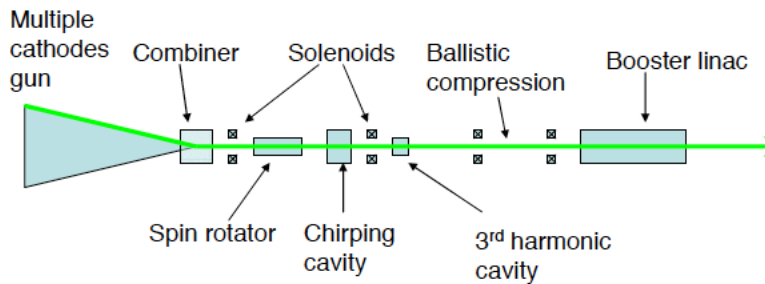 Multiple
cathodes
gun
Combiner
Solenoids
Ballistic
compression
Booster linac
Spin rotator
Chirping
cavity
3rd harmonic
cavity